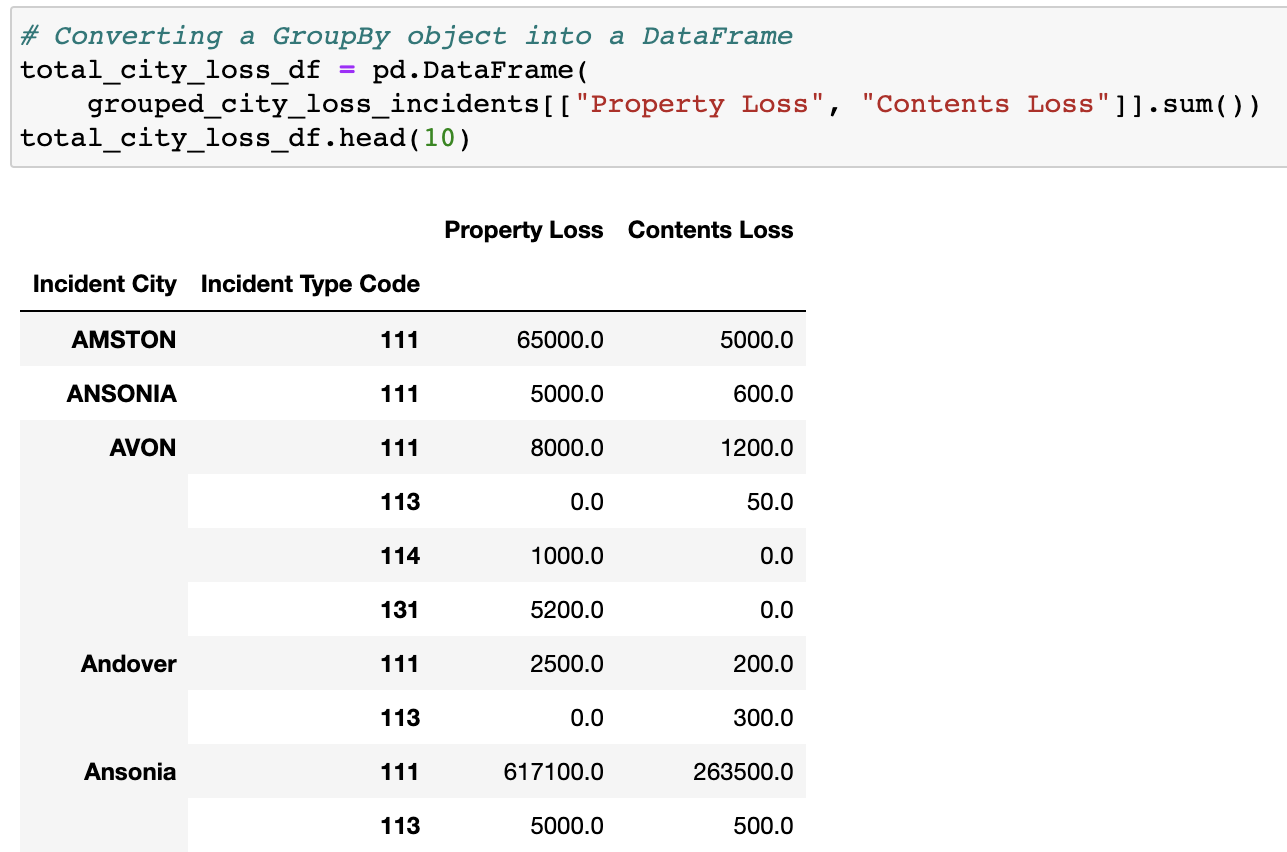 # Converting a GroupBy object into a DataFrame
total_city_loss_df = pd.DataFrame(
    grouped_city_loss_incidents[["Property Loss", "Contents Loss"]].sum())
total_city_loss_df.head(10)
Property Loss Contents Loss
Incident City Incident Type Code
AMSTON 111 65000.0 5000.0
ANSONIA 111 5000.0 600.0
AVON 111 8000.0 1200.0
113 0.0 50.0
114 1000.0 0.0
131 5200.0 0.0
Andover 111 2500.0 200.0
113 0.0 300.0
Ansonia 111 617100.0 263500.0
113 5000.0 500.0